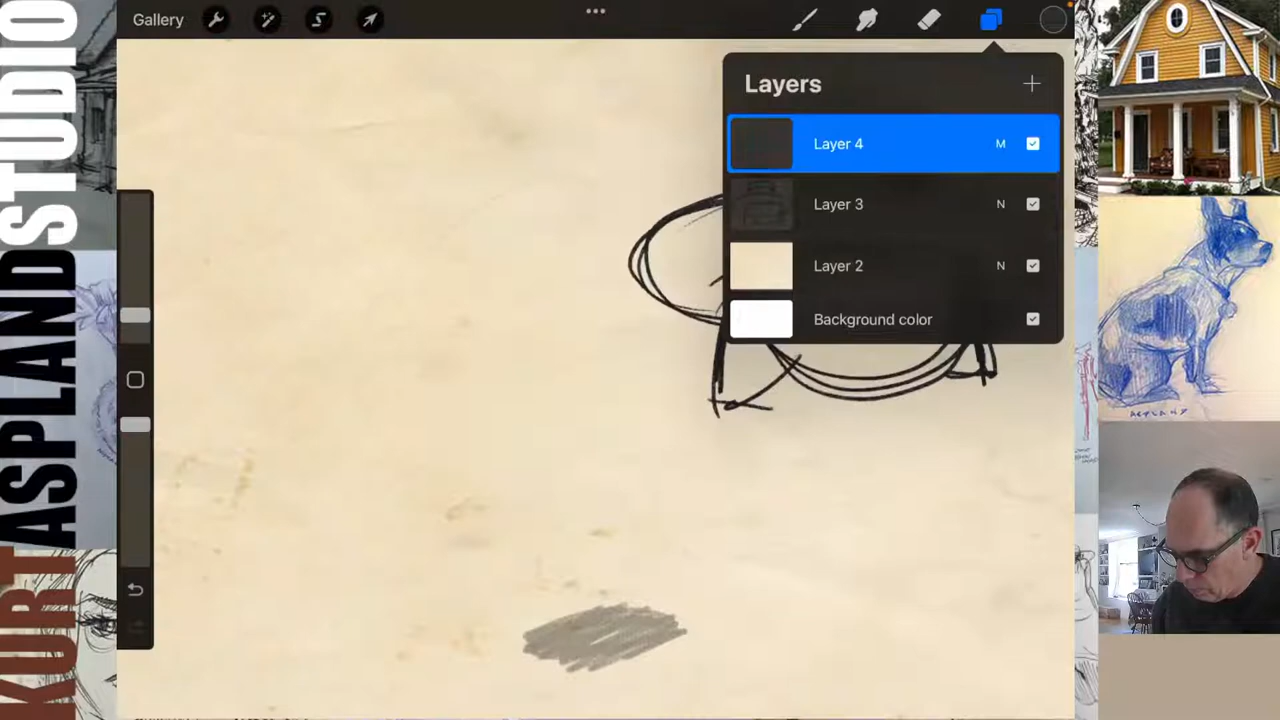 Gallery
Layers
Layer 4
M
Layer 3
N
Layer 2
N
Background color
KURT ASPLAND STUDIO